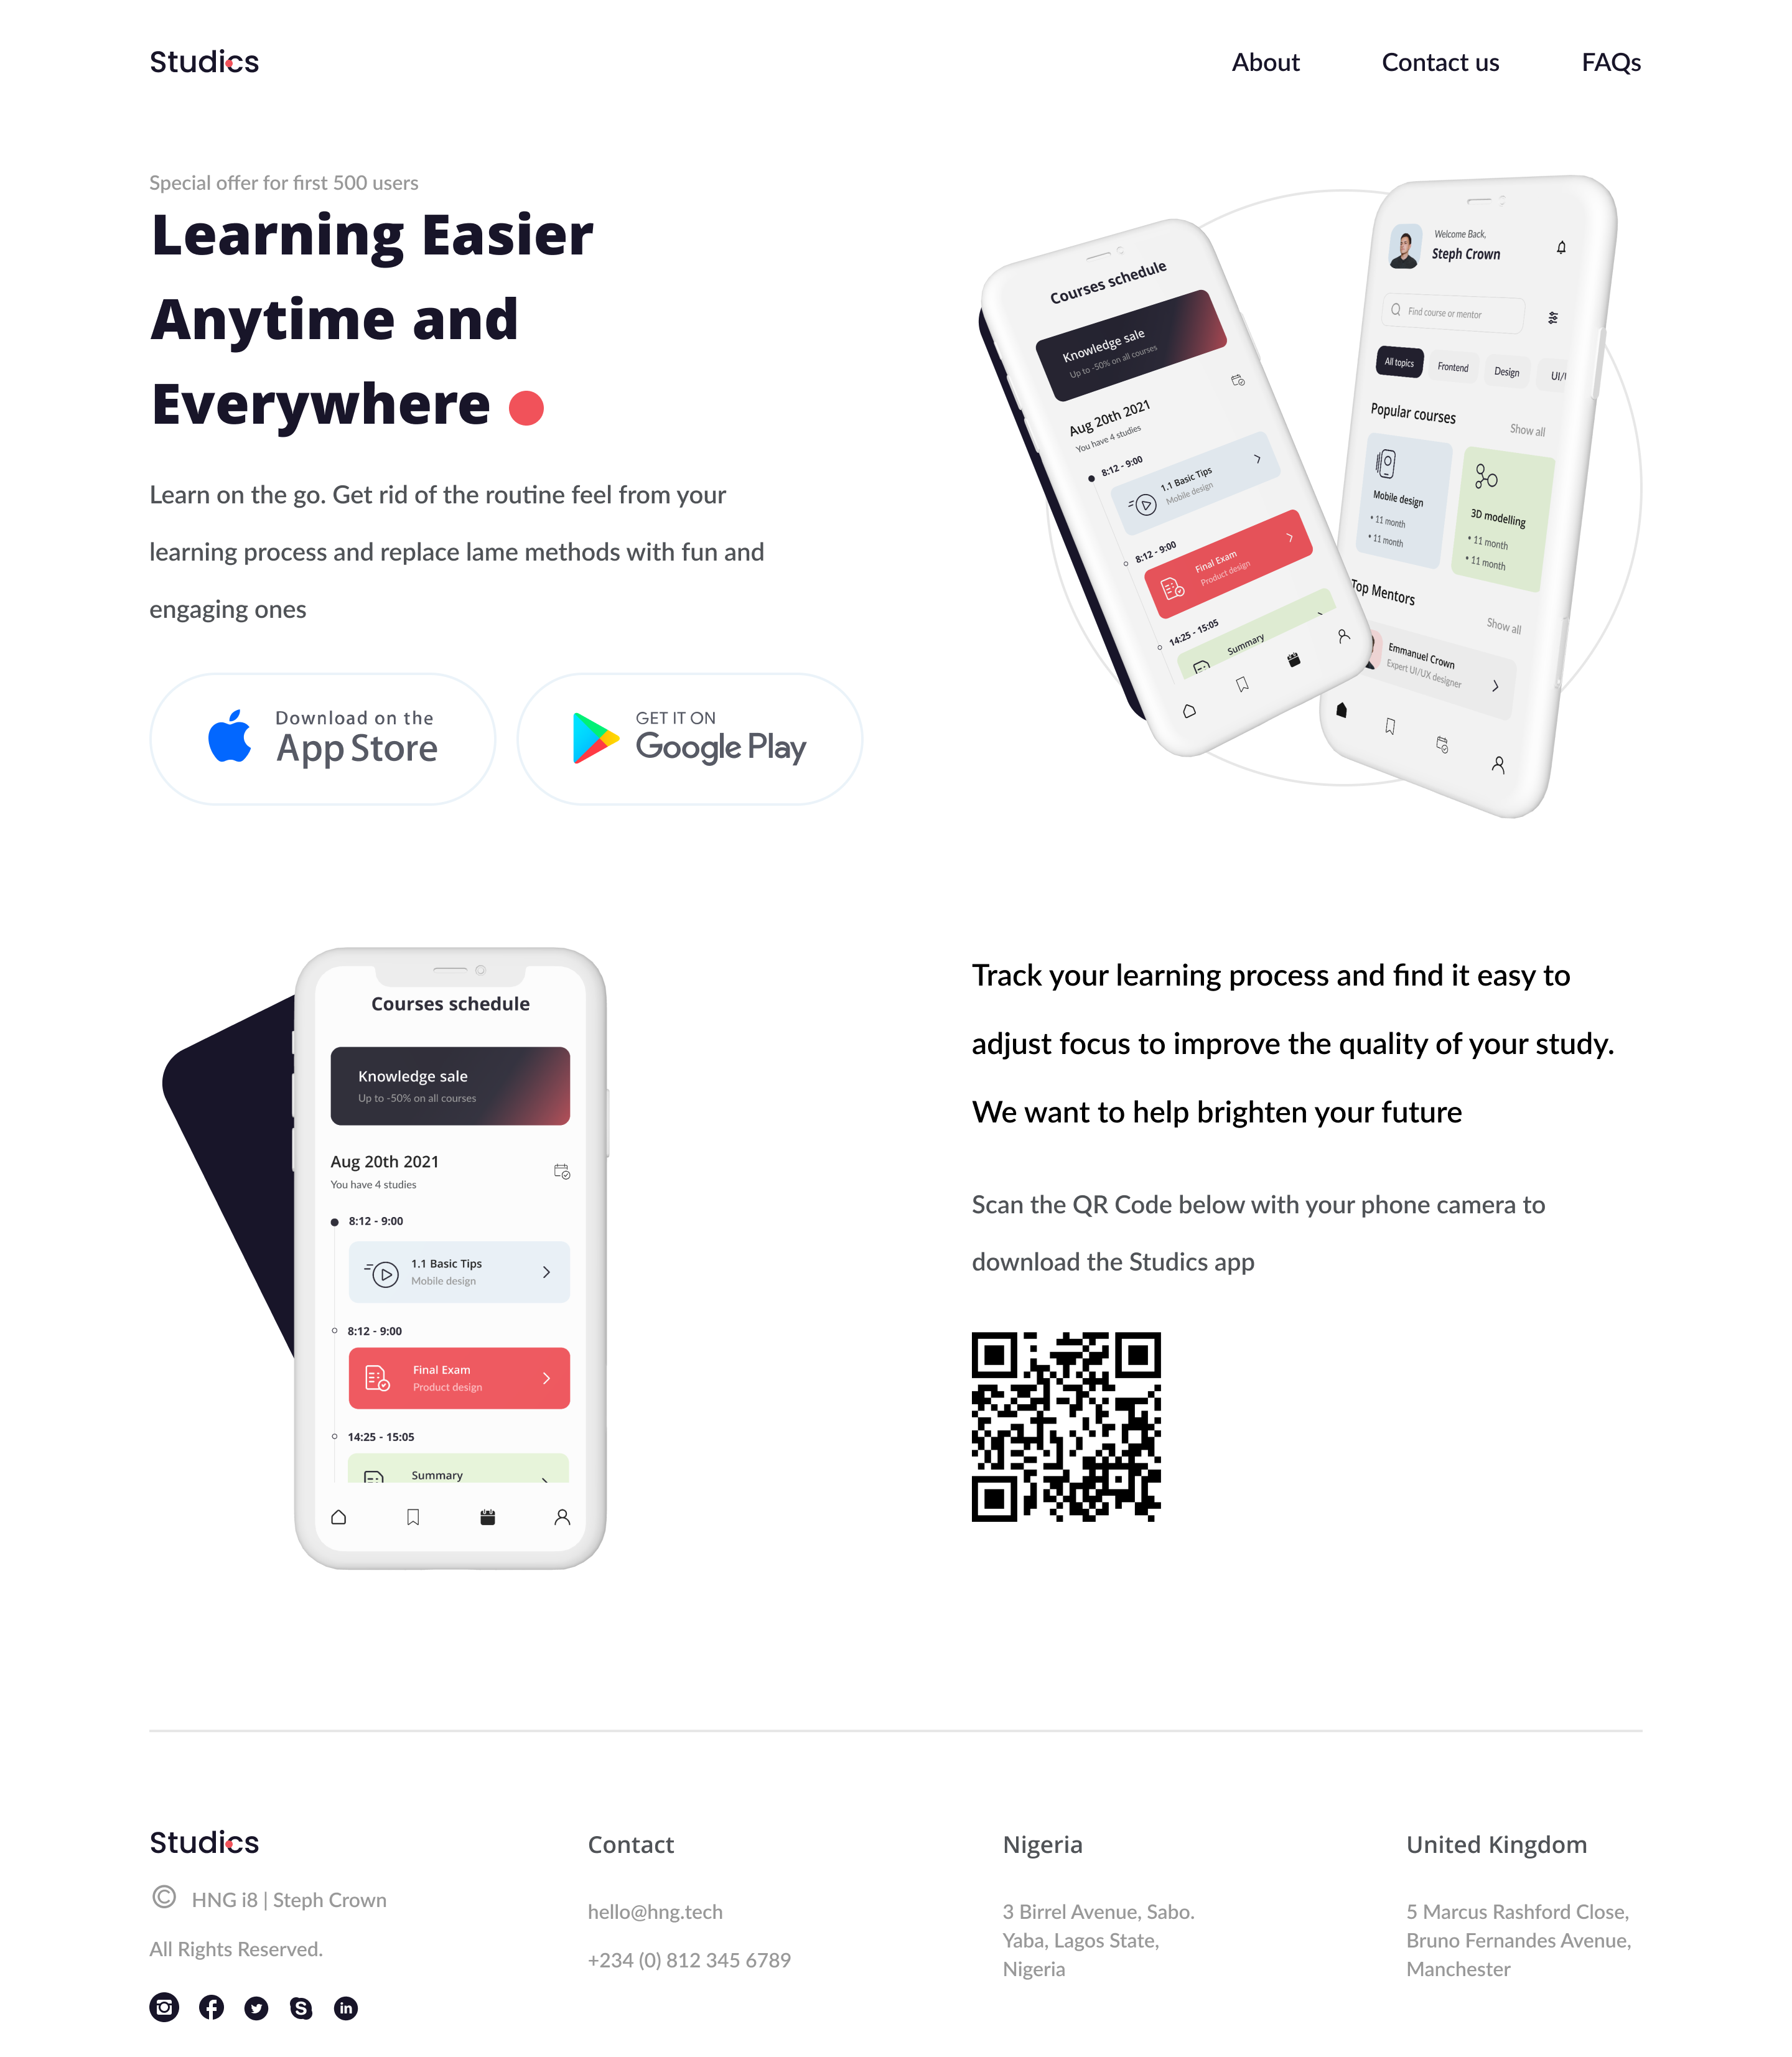 Studics
About
Contact us
FAQs
Special offer for first 500 users
Learning Easier
Anytime and
Everywhere
Learn on the go. Get rid of the routine feel from your
learning process and replace lame methods with fun and
engaging ones
Download on the
App Store
GET IT ON
Google Play
Courses schedule
Knowledge sale
Up to -50% on all courses
Aug 20th 2021
You have 4 studies
8:12 - 9:00
1.1 Basic Tips
Mobile design
8:12 - 9:00
Final Exam
Product design
14:25 - 15:05
Summary
Welcome Back,
Steph Crown
Find course or mentor
All topics
Frontend
Design
UI/
Popular courses
Show all
Mobile design
• 11 month
• 11 month
3D modelling
• 11 month
• 11 month
Top Mentors
Show all
Emmanuel Crown
Expert UI/UX designer
Courses schedule
Knowledge sale
Up to -50% on all courses
Aug 20th 2021
You have 4 studies
8:12 - 9:00
1.1 Basic Tips
Mobile design
8:12 - 9:00
Final Exam
Product design
14:25 - 15:05
Summary
Track your learning process and find it easy to
adjust focus to improve the quality of your study.
We want to help brighten your future
Scan the QR Code below with your phone camera to
download the Studics app
Studics
© HNG i8 | Steph Crown
All Rights Reserved.
Contact
hello@hng.tech
+234 (0) 812 345 6789
Nigeria
3 Birrel Avenue, Sabo.
Yaba, Lagos State,
Nigeria
United Kingdom
5 Marcus Rashford Close,
Bruno Fernandes Avenue,
Manchester